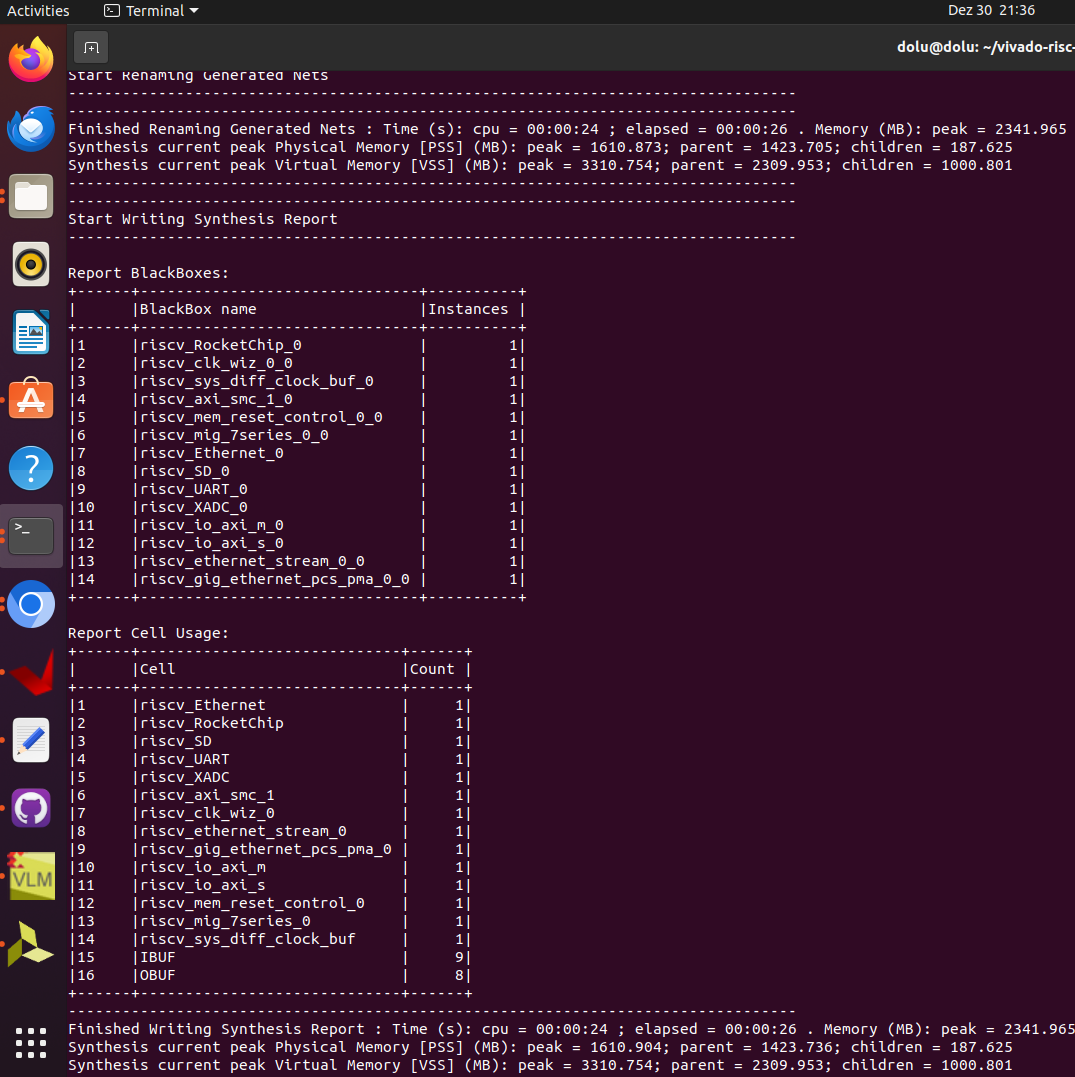 Activities
Terminal
Dez 30 21:36
dolu@dolu: ~/vivado-risc-
Start Renaming Generated Nets
---------------------------------------------------------------------------------
---------------------------------------------------------------------------------
Finished Renaming Generated Nets : Time (s): cpu = 00:00:24 ; elapsed = 00:00:26 . Memory (MB): peak = 2341.965
Synthesis current peak Physical Memory [PSS] (MB): peak = 1610.873; parent = 1423.705; children = 187.625
Synthesis current peak Virtual Memory [VSS] (MB): peak = 3310.754; parent = 2309.953; children = 1000.801
---------------------------------------------------------------------------------
---------------------------------------------------------------------------------
Start Writing Synthesis Report
---------------------------------------------------------------------------------
Report BlackBoxes:
+------+-------------------------------+----------+
|      |BlackBox name                  |Instances |
+------+-------------------------------+----------+
|1     |riscv_RocketChip_0             |         1|
|2     |riscv_clk_wiz_0_0              |         1|
|3     |riscv_sys_diff_clock_buf_0     |         1|
|4     |riscv_axi_smc_1_0              |         1|
|5     |riscv_mem_reset_control_0_0    |         1|
|6     |riscv_mig_7series_0_0          |         1|
|7     |riscv_Ethernet_0               |         1|
|8     |riscv_SD_0                     |         1|
|9     |riscv_UART_0                   |         1|
|10    |riscv_XADC_0                   |         1|
|11    |riscv_io_axi_m_0               |         1|
|12    |riscv_io_axi_s_0               |         1|
|13    |riscv_ethernet_stream_0_0      |         1|
|14    |riscv_gig_ethernet_pcs_pma_0_0 |         1|
+------+-------------------------------+----------+
Report Cell Usage:
+------+-----------------------------+------+
|      |Cell                         |Count |
+------+-----------------------------+------+
|1     |riscv_Ethernet               |     1|
|2     |riscv_RocketChip             |     1|
|3     |riscv_SD                     |     1|
|4     |riscv_UART                   |     1|
|5     |riscv_XADC                   |     1|
|6     |riscv_axi_smc_1              |     1|
|7     |riscv_clk_wiz_0              |     1|
|8     |riscv_ethernet_stream_0      |     1|
|9     |riscv_gig_ethernet_pcs_pma_0 |     1|
|10    |riscv_io_axi_m               |     1|
|11    |riscv_io_axi_s               |     1|
|12    |riscv_mem_reset_control_0    |     1|
|13    |riscv_mig_7series_0          |     1|
|14    |riscv_sys_diff_clock_buf     |     1|
|15    |IBUF                         |     9|
|16    |OBUF                         |     8|
+------+-----------------------------+------+
---------------------------------------------------------------------------------
Finished Writing Synthesis Report : Time (s): cpu = 00:00:24 ; elapsed = 00:00:26 . Memory (MB): peak = 2341.965
Synthesis current peak Physical Memory [PSS] (MB): peak = 1610.904; parent = 1423.736; children = 187.625
Synthesis current peak Virtual Memory [VSS] (MB): peak = 3310.754; parent = 2309.953; children = 1000.801
?
>_
VLM